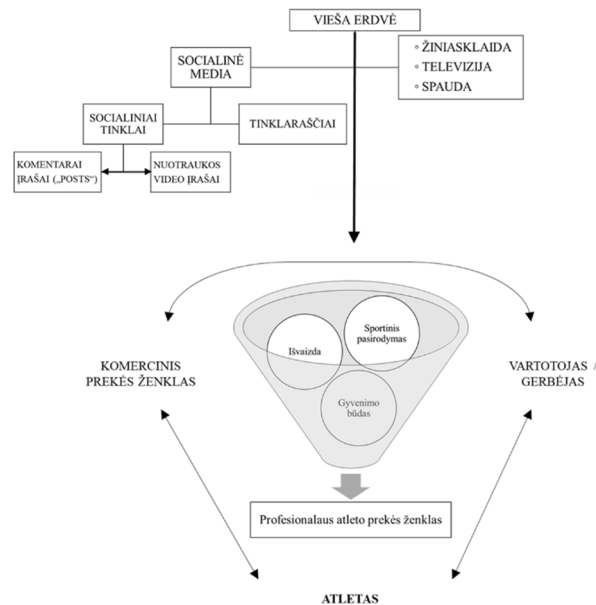 VIEŠA ERDVĖ
SOCIALINĖ
MEDIA
◦ ŽINIASKLAIDA
◦ TELEVIZIJA
◦ SPAUDA
SOCIALINIAI
TINKLAI
TINKLARAŠČIAI
KOMENTARAI
ĮRAŠAI („POSTS“)
NUOTRAUKOS
VIDEO ĮRAŠAI
Sportinis
pasirodymas
Išvaizda
Gyvenimo
būdas
KOMERCINIS
PREKĖS ŽENKLAS
VARTOTOJAS /
GERBĖJAS
Profesionalaus atleto prekės ženklas
ATLETAS